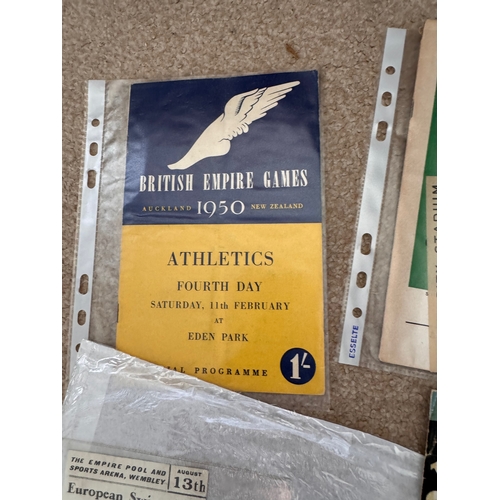 BRITISH EMPIRE GAMES
AUCKLAND 1950 NEW ZEALAND
ATHLETICS
FOURTH DAY
SATURDAY, 11th FEBRUARY
AT
EDEN PARK
PROGRAMME
1/-
ESSELTE
STADIUM
THE EMPIRE POOL AND
SPORTS ARENA, WEMBLEY
AUGUST
13th
European